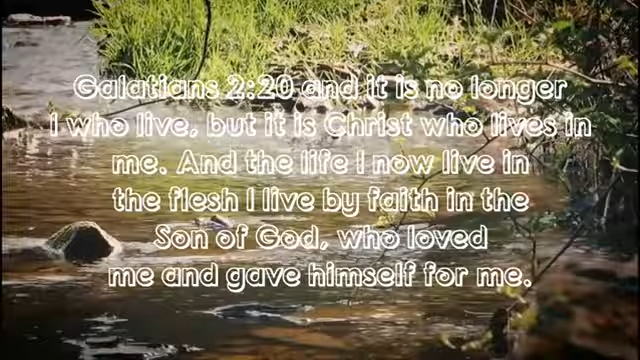 Galatians 2:20 and it is no longer
I who live, but it is Christ who lives in
me. And the life I now live in
the flesh I live by faith in the
Son of God, who loved
me and gave himself for me.